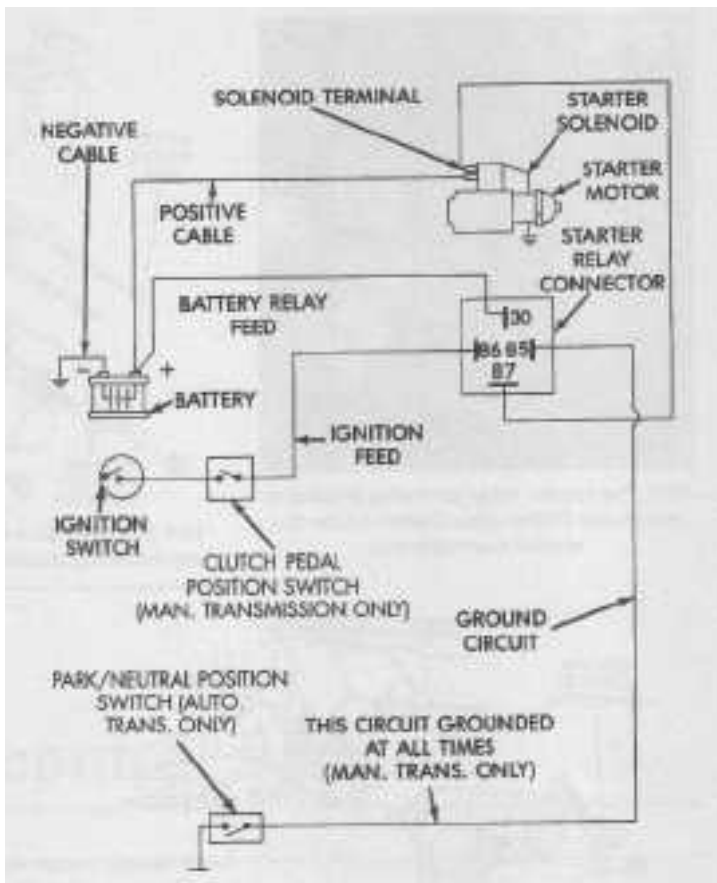 SOLENOID TERMINAL
STARTER
SOLENOID
NEGATIVE
CABLE
STARTER
MOTOR
POSITIVE
CABLE
STARTER
RELAY
CONNECTOR
BATTERY RELAY
FEED
30
86 85
87
- +
BATTERY
IGNITION
FEED
IGNITION
SWITCH
CLUTCH PEDAL
POSITION SWITCH
(MAN. TRANSMISSION ONLY)
GROUND
CIRCUIT
PARK/NEUTRAL POSITION
SWITCH (AUTO.
TRANS. ONLY)
THIS CIRCUIT GROUNDED
AT ALL TIMES
(MAN. TRANS. ONLY)